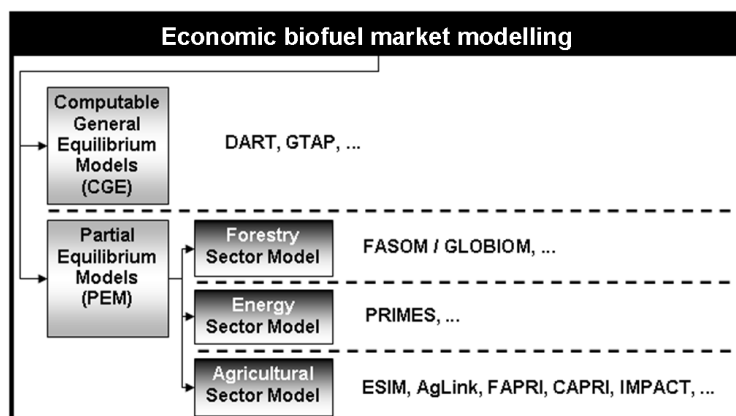 Economic biofuel market modelling
Computable
General
Equilibrium
Models
(CGE)
DART, GTAP, ...
Partial
Equilibrium
Models
(PEM)
Forestry
Sector Model
FASOM / GLOBIOM, ...
Energy
Sector Model
PRIMES, ...
Agricultural
Sector Model
ESIM, AgLink, FAPRI, CAPRI, IMPACT, ...